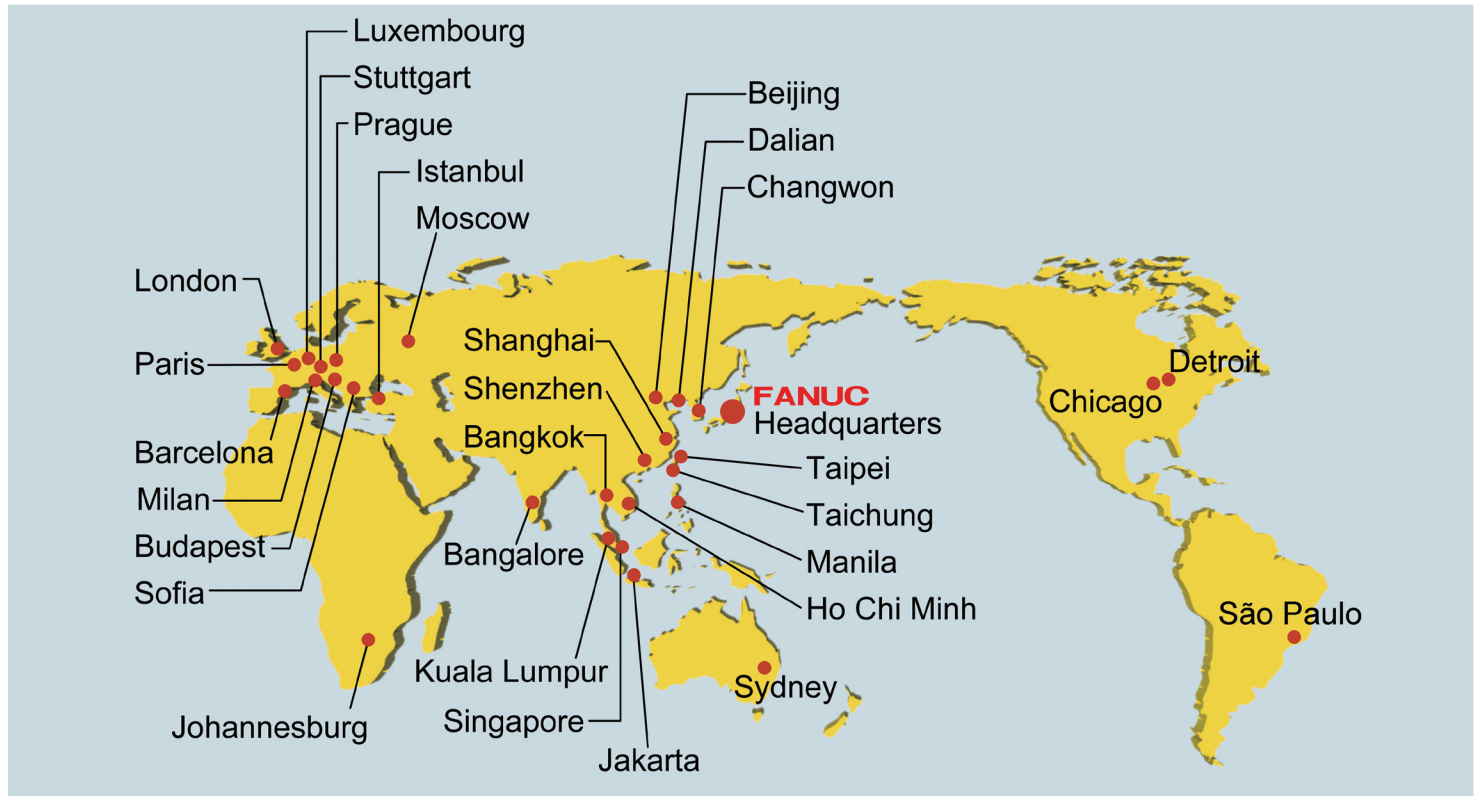 Luxembourg
Stuttgart
Prague
Istanbul
Moscow
London
Paris
Barcelona
Milan
Budapest
Sofia
Johannesburg
Beijing
Dalian
Changwon
Shanghai
Shenzhen
Bangkok
Bangalore
Kuala Lumpur
Singapore
Jakarta
FANUC
Headquarters
Taipei
Taichung
Manila
Ho Chi Minh
Sydney
Detroit
Chicago
São Paulo